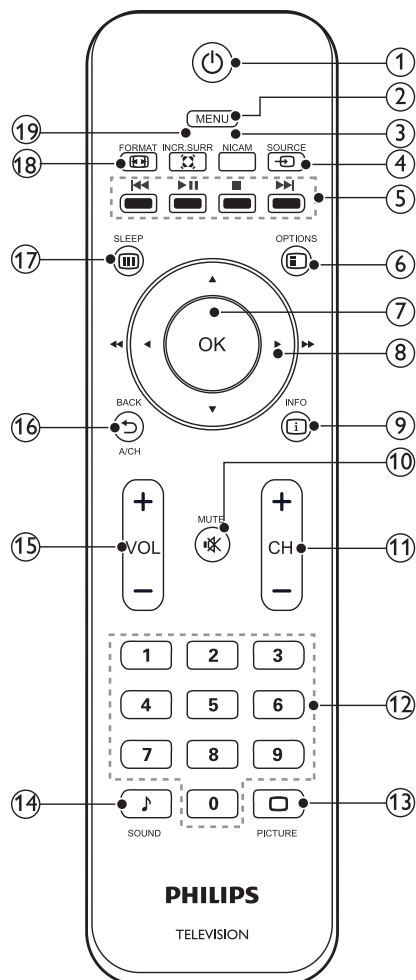 1
MENU
2
19
3
FORMAT INCR.SURR NICAM SOURCE
18
4
5
SLEEP
OPTIONS
17
6
7
OK
8
BACK
INFO
16
i
9
A/CH
10
+
+
MUTE
15
VOL
CH
11
−
−
1 2 3
4 5 6
12
7 8 9
14
0
13
SOUND
PICTURE
PHILIPS
TELEVISION